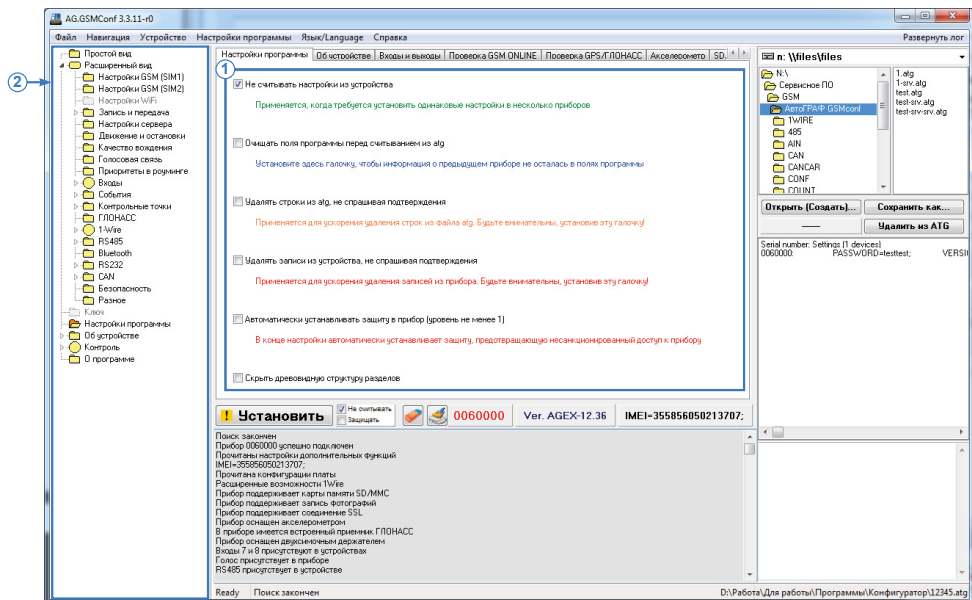 AG.GSMConf 3.3.11-r0
Файл Навигация Устройство Настройки программы Язык/Language Справка Развернуть лог
2
Простой вид
Расширенный вид
Настройки GSM (SIM1)
Настройки GSM (SIM2)
Настройки WiFi
Запись и передача
Настройки сервера
Движение и остановки
Качество вождения
Голосовая связь
Приоритеты в роуминге
Входы
События
Контрольные точки
ГЛОНАСС
1-Wire
RS485
Bluetooth
RS232
CAN
Безопасность
Разное
Ключ
Настройки программы
Об устройстве
Контроль
О программе
Настройки программы Об устройстве Входы и выходы Проверка GSM ONLINE Проверка GPS/ГЛОНАСС Акселерометр SD.
1
Не считывать настройки из устройства
Применяется, когда требуется установить одинаковые настройки в несколько приборов
Очищать поля программы перед считыванием из atg
Установите здесь галочку, чтобы информация о предыдущем приборе не осталась в полях программы
Удалять строки из atg, не спрашивая подтверждения
Применяется для ускорения удаления строк из файла atg. Будьте внимательны, установив эту галочку!
Удалять записи из устройства, не спрашивая подтверждения
Применяется для ускорения удаления записей из прибора. Будьте внимательны, установив эту галочку!
Автоматически устанавливать защиту в прибор (уровень не менее 1)
В конце настройки автоматически устанавливает защиту, предотвращающую несанкционированный доступ к прибору
Скрыть древовидную структуру разделов
Установить
Не считывать
Защищать
0060000 Ver. AGEX-12.36 IMEI=355856050213707;
Поиск закончен
Прибор 0060000 успешно подключен
Прочитаны настройки дополнительных функций
IMEI=355856050213707;
Прочитана конфигурации платы
Расширенные возможности 1Wire
Прибор поддерживает карты памяти SD/MMC
Прибор поддерживает запись фотографий
Прибор поддерживает соединение SSL
Прибор оснащен акселерометром
В приборе имеется встроенный приемник ГЛОНАСС
Прибор оснащен двухсимочным держателем
Входы 7 и 8 присутствуют в устройствах
Голос присутствует в приборе
RS485 присутствует в устройстве
n: \\files\files
N:\
Сервисное ПО
GSM
АвтоГРАФ GSMconf
1WIRE
485
AIN
CAN
CANCAR
CONF
COUNT
1.atg
1-srv.atg
test.atg
test-srv.atg
test-srv-srv.atg
Открыть (Создать)... Сохранить как...
Удалить из ATG
Serial number: Settings (1 devices)
0060000: PASSWORD=testtest; VERSI
Ready Поиск закончен D:\Работа\Для работы\Программы\Конфигуратор\12345.atg